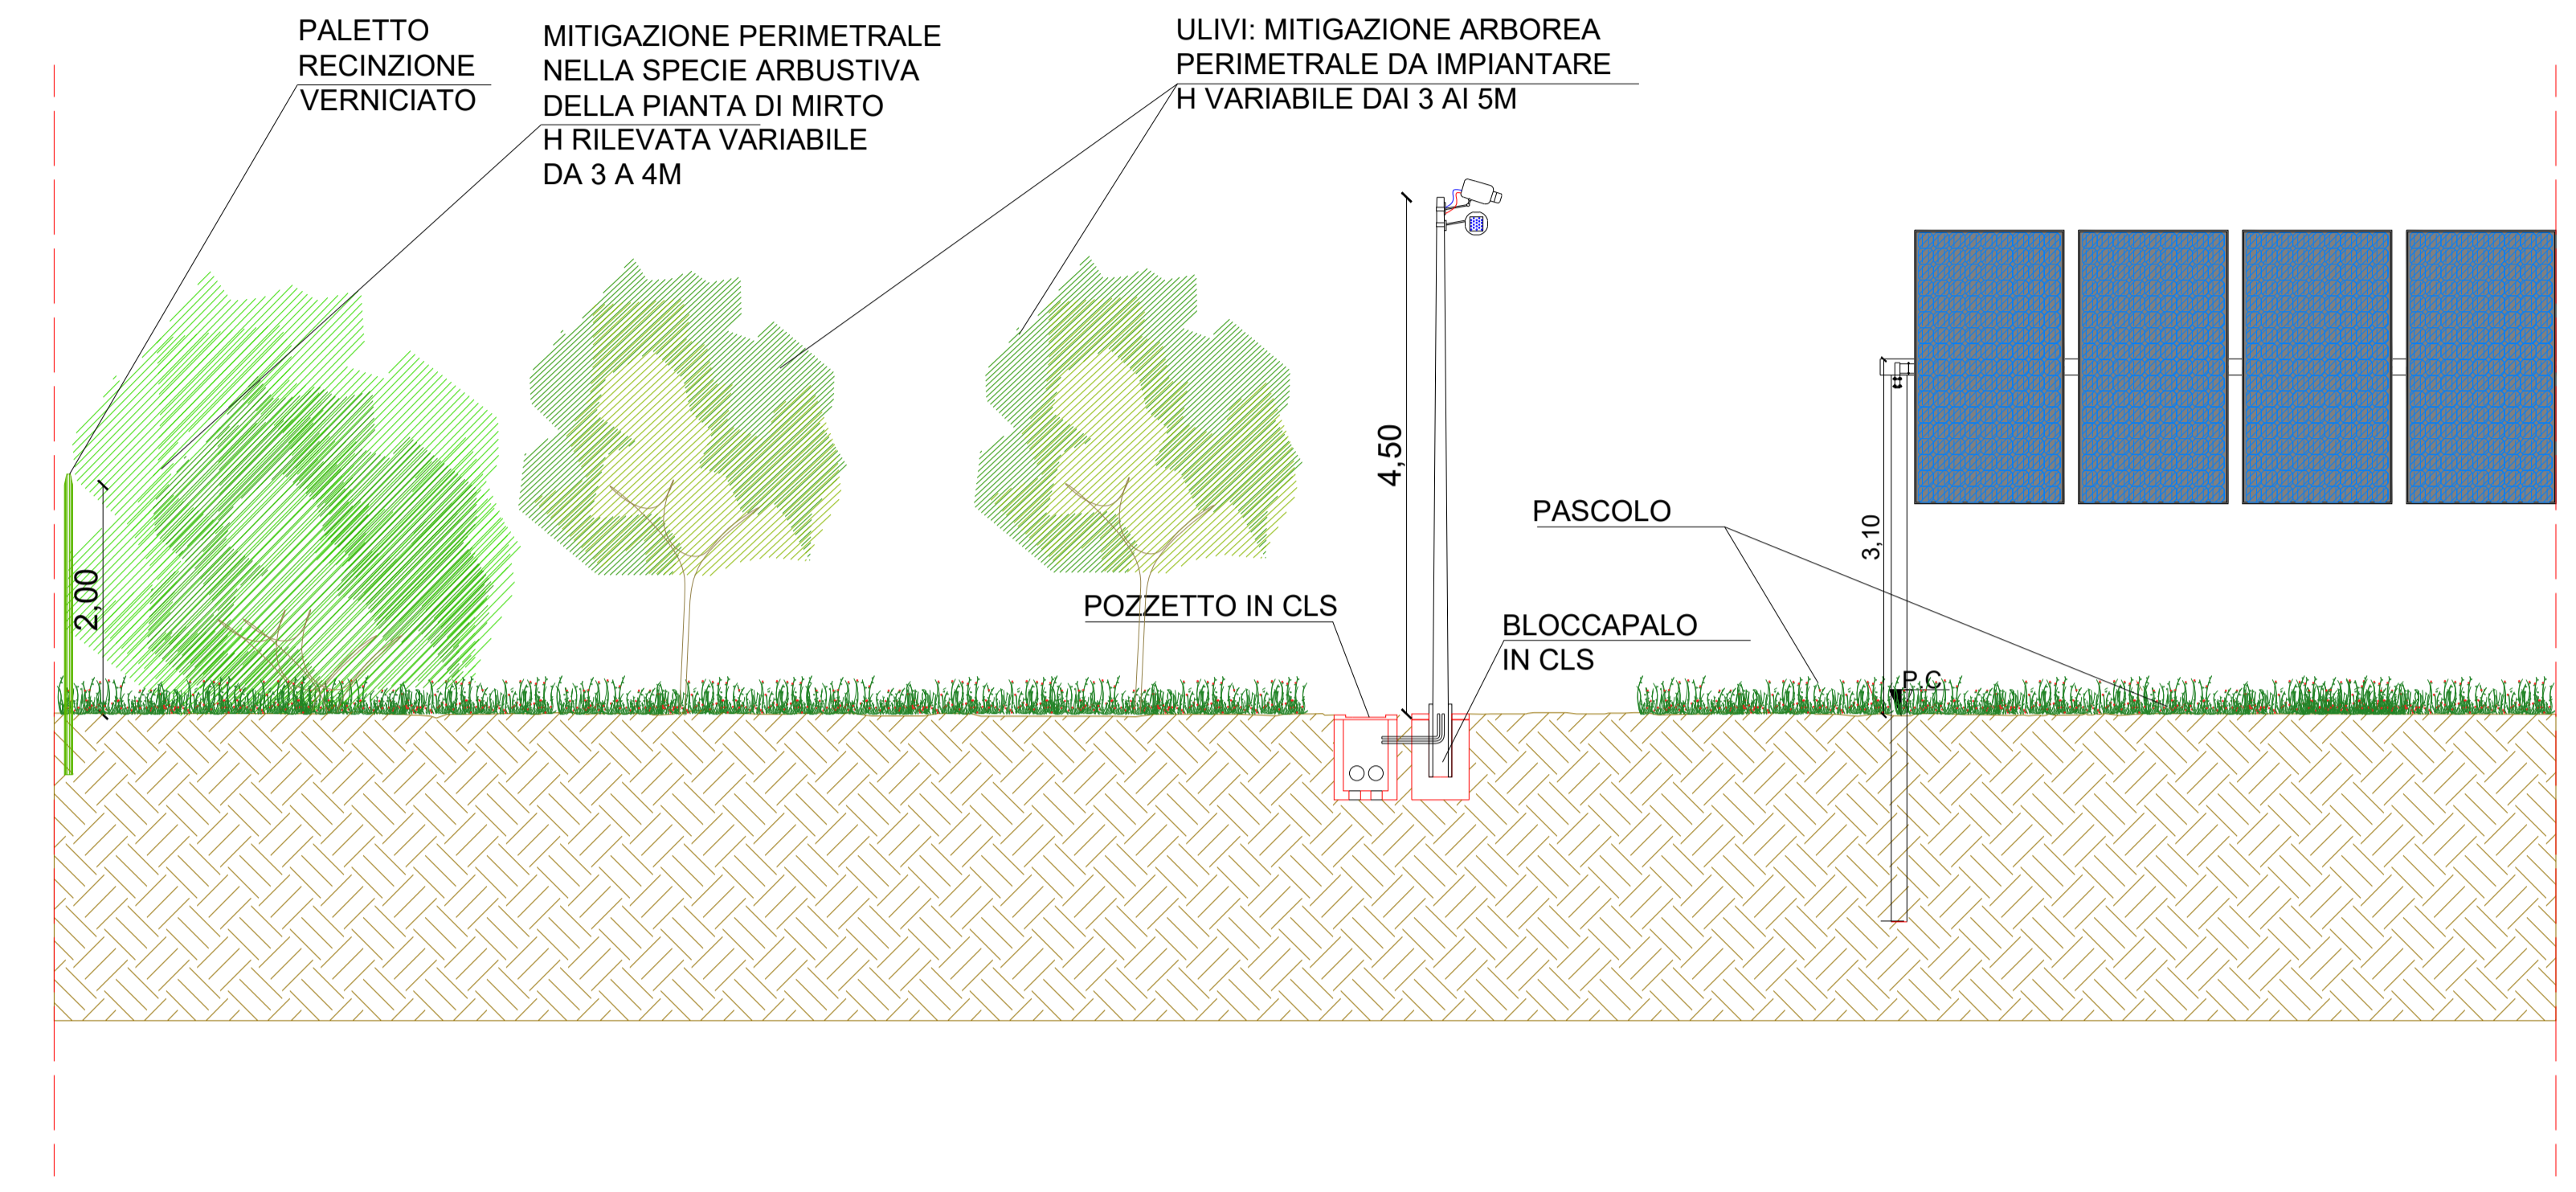 PALETTO
RECINZIONE
VERNICIATO
MITIGAZIONE PERIMETRALE
NELLA SPECIE ARBUSTIVA
DELLA PIANTA DI MIRTO
H RILEVATA VARIABILE
DA 3 A 4M
ULIVI: MITIGAZIONE ARBOREA
PERIMETRALE DA IMPIANTARE
H VARIABILE DAI 3 AI 5M
4,50
PASCOLO
3,10
2,00
POZZETTO IN CLS
BLOCCAPALO
IN CLS
P.C